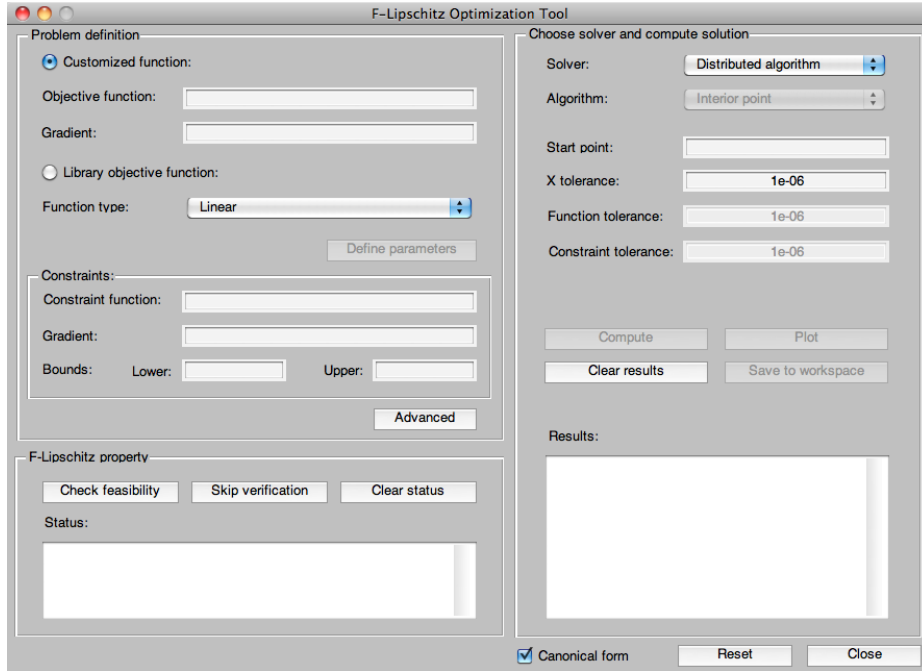 F-Lipschitz Optimization Tool
Problem definition
Customized function:
Objective function:
Gradient:
Library objective function:
Function type: Linear
Define parameters
Constraints:
Constraint function:
Gradient:
Bounds: Lower: Upper:
Advanced
F-Lipschitz property
Check feasibility Skip verification Clear status
Status:
Choose solver and compute solution
Solver: Distributed algorithm
Algorithm: Interior point
Start point:
X tolerance: 1e-06
Function tolerance: 1e-06
Constraint tolerance: 1e-06
Compute Plot
Clear results Save to workspace
Results:
Canonical form Reset Close